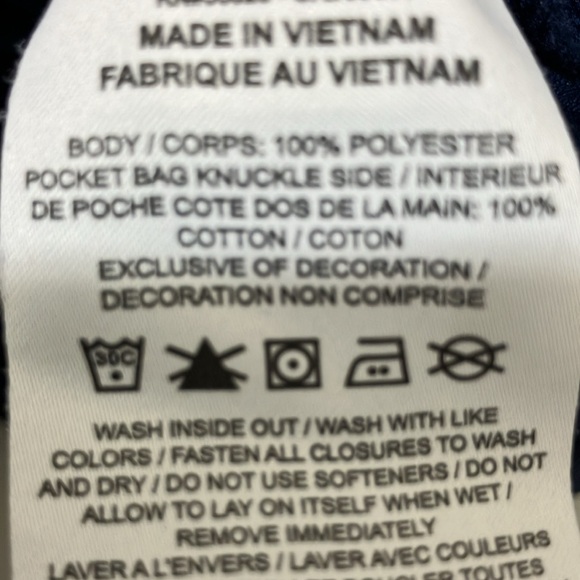 MADE IN VIETNAM
FABRIQUE AU VIETNAM
BODY / CORPS: 100% POLYESTER
POCKET BAG KNUCKLE SIDE / INTERIEUR
DE POCHE COTE DOS DE LA MAIN: 100%
COTTON / COTON
EXCLUSIVE OF DECORATION /
DECORATION NON COMPRISE
30C
WASH INSIDE OUT / WASH WITH LIKE
COLORS / FASTEN ALL CLOSURES TO WASH
AND DRY / DO NOT USE SOFTENERS / DO NOT
ALLOW TO LAY ON ITSELF WHEN WET /
REMOVE IMMEDIATELY
LAVER A L'ENVERS / LAVER AVEC COULEURS
TOUTES